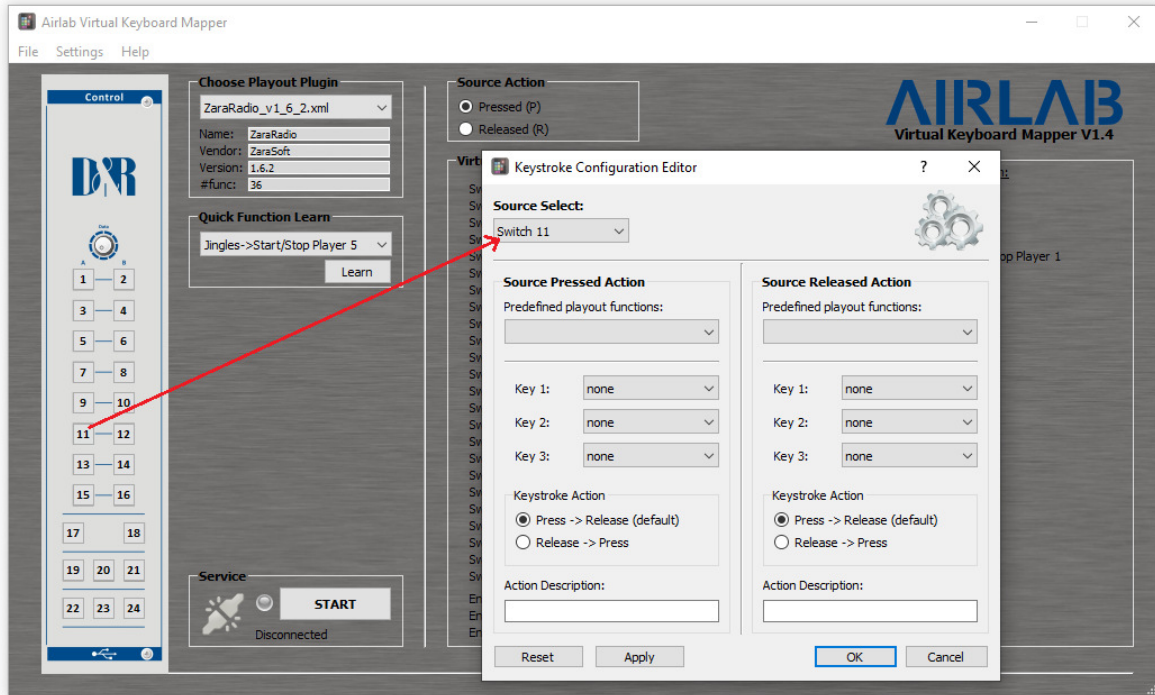 Airlab Virtual Keyboard Mapper
File Settings Help
Control
D&R
Data
A B
1 2
3 4
5 6
7 8
9 10
11 12
13 14
15 16
17 18
19 20 21
22 23 24
Choose Playout Plugin
ZaraRadio_v1_6_2.xml
Name: ZaraRadio
Vendor: ZaraSoft
Version: 1.6.2
#func: 36
Quick Function Learn
Jingles->Start/Stop Player 5
Learn
Service
START
Disconnected
Source Action
Pressed (P)
Released (R)
AIRLAB
Virtual Keyboard Mapper V1.4
Virt
op Player 1
Keystroke Configuration Editor
?
Source Select:
Switch 11
Source Pressed Action
Predefined playout functions:
Key 1: none
Key 2: none
Key 3: none
Keystroke Action
Press -> Release (default)
Release -> Press
Action Description:
Source Released Action
Predefined playout functions:
Key 1: none
Key 2: none
Key 3: none
Keystroke Action
Press -> Release (default)
Release -> Press
Action Description:
Reset Apply OK Cancel